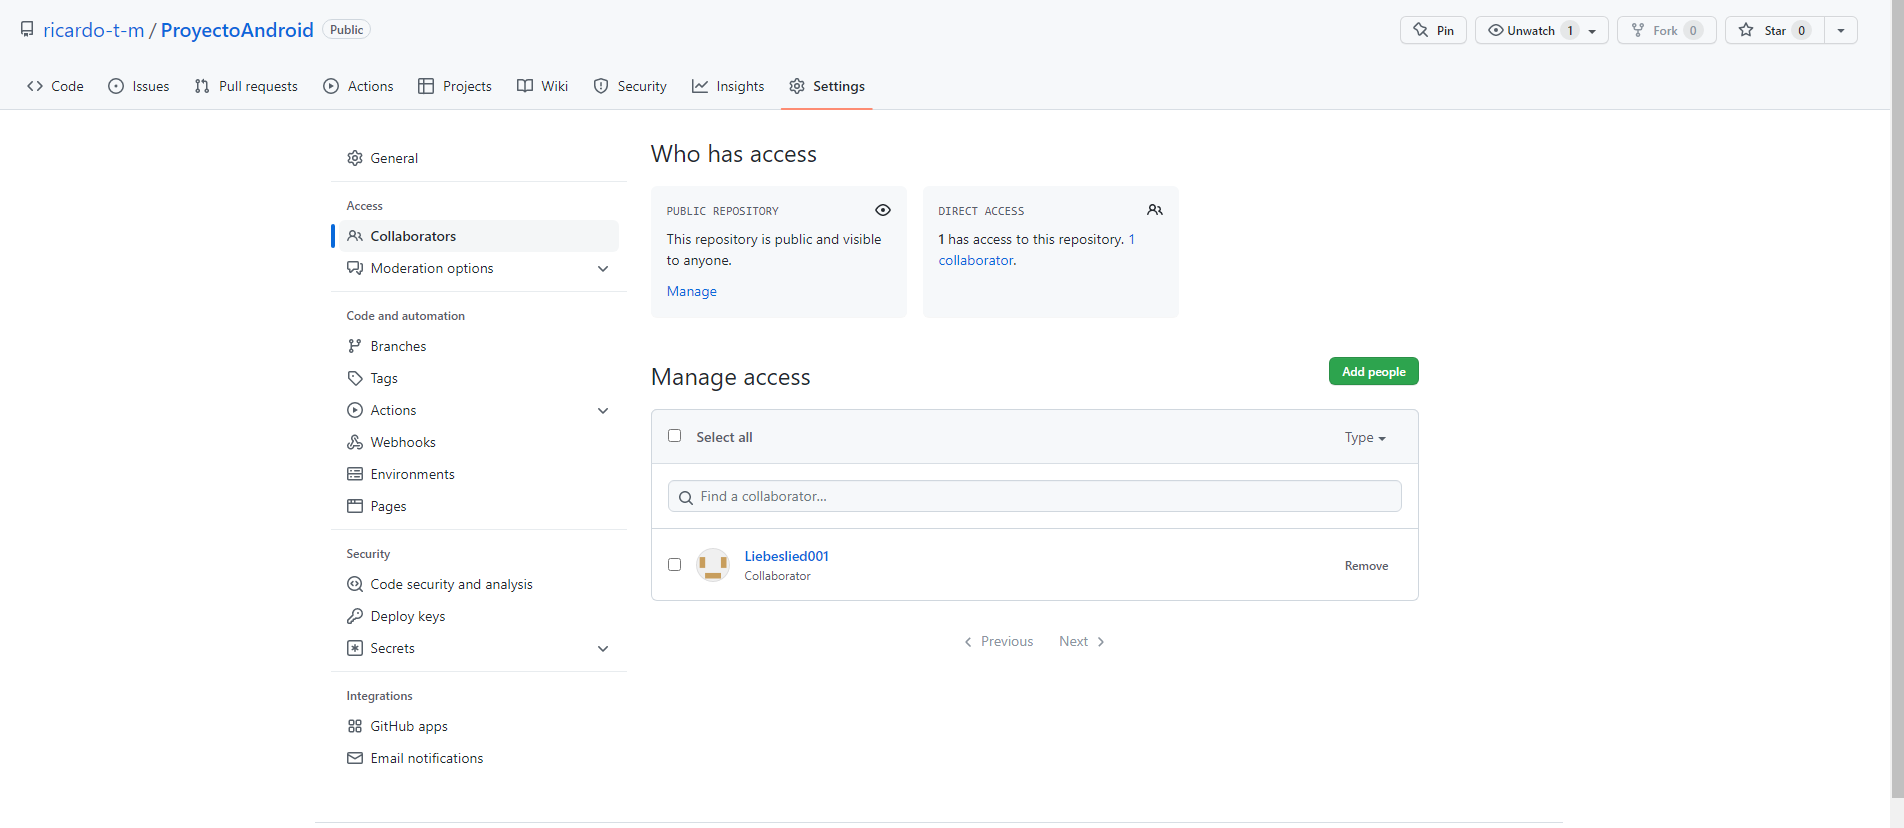 ricardo-t-m / ProyectoAndroid Public
Pin
Unwatch 1
Fork 0
Star 0
Code
Issues
Pull requests
Actions
Projects
Wiki
Security
Insights
Settings
General
Access
Collaborators
Moderation options
Code and automation
Branches
Tags
Actions
Webhooks
Environments
Pages
Security
Code security and analysis
Deploy keys
Secrets
Integrations
GitHub apps
Email notifications
Who has access
PUBLIC REPOSITORY
This repository is public and visible
to anyone.
Manage
DIRECT ACCESS
1 has access to this repository. 1
collaborator.
Manage access
Add people
Select all
Type
Find a collaborator...
Liebeslied001
Collaborator
Remove
Previous
Next